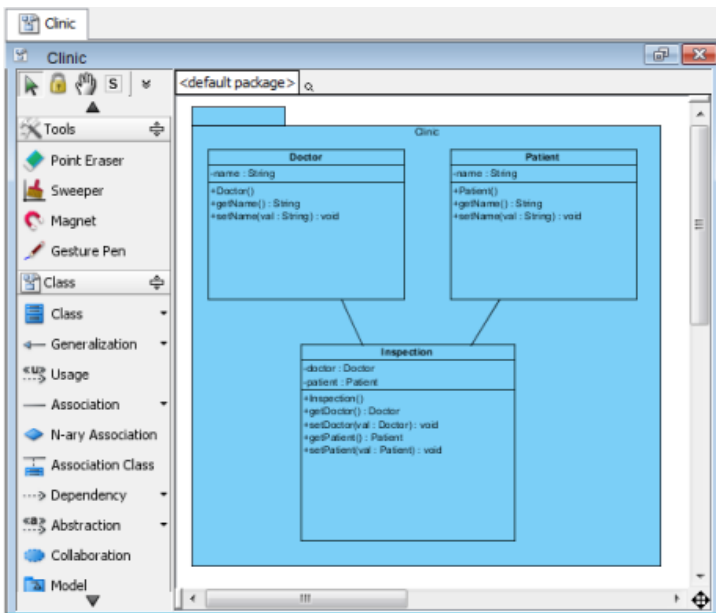 Clinic
Clinic
S
<default package>
Tools
Point Eraser
Sweeper
Magnet
Gesture Pen
Class
Class
Generalization
Usage
Association
N-ary Association
Association Class
Dependency
Abstraction
Collaboration
Model
Clinic
Doctor
-name : String
+Doctor()
+getName() : String
+setName(val : String) : void
Patient
-name : String
+Patient()
+getName() : String
+setName(val : String) : void
Inspection
-doctor : Doctor
-patient : Patient
+Inspection()
+getDoctor() : Doctor
+setDoctor(val : Doctor) : void
+getPatient() : Patient
+setPatient(val : Patient) : void